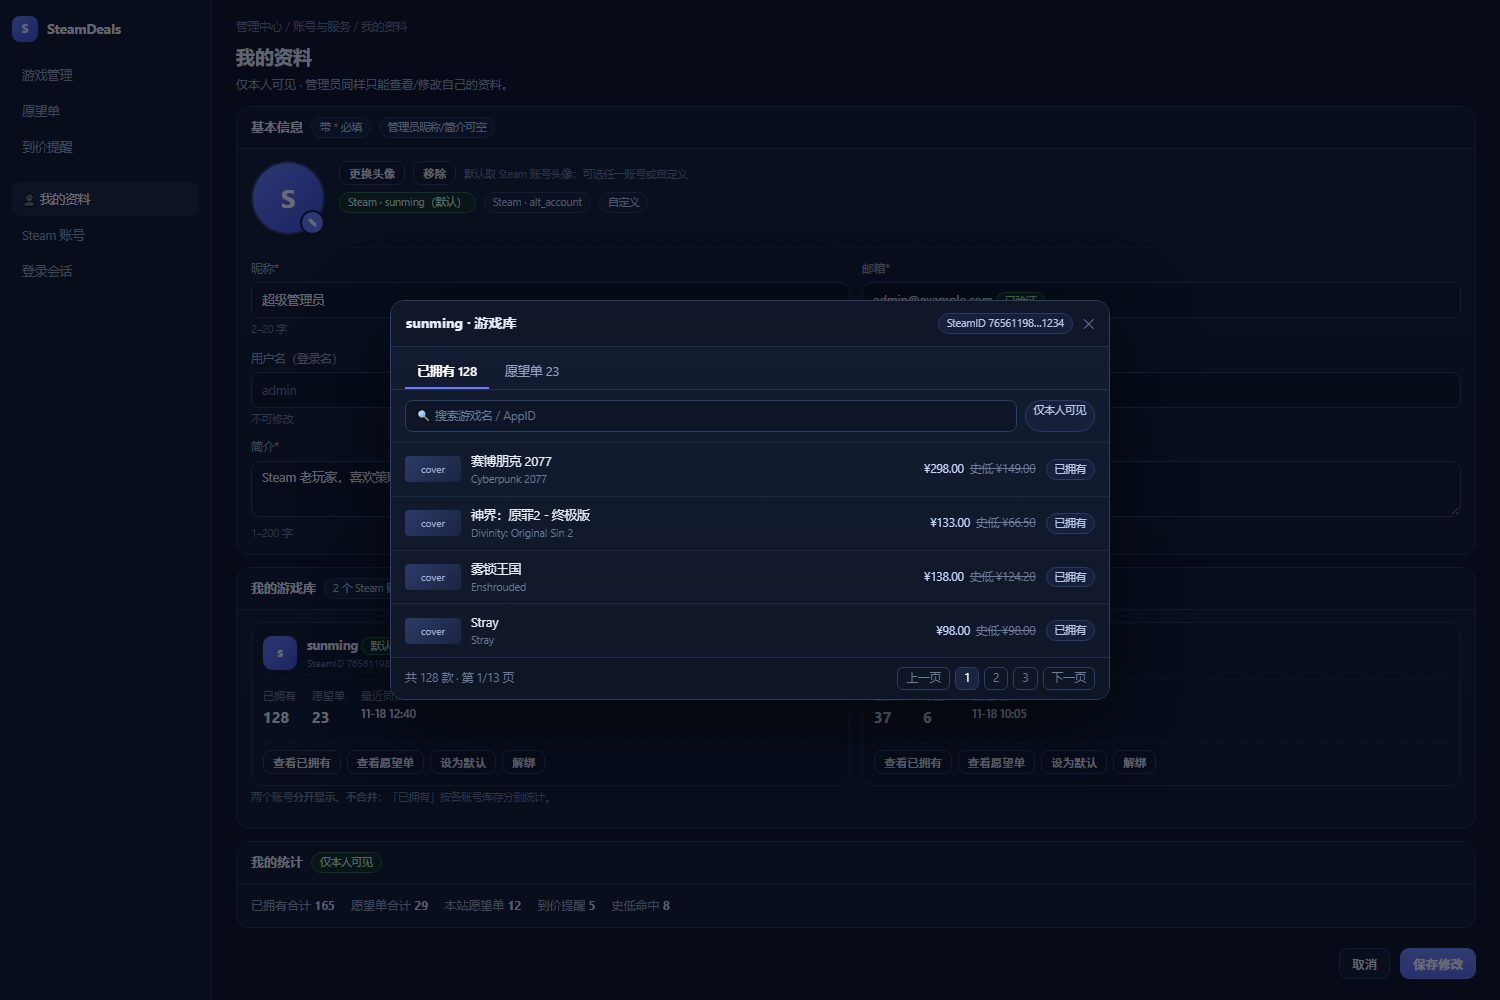 S SteamDeals
游戏管理
愿望单
到价提醒
我的资料
Steam 账号
登录会话
管理中心 / 账号与服务 / 我的资料
我的资料
仅本人可见 · 管理员同样只能查看/修改自己的资料。
基本信息 带 * 必填 管理员昵称/简介可空
S
更换头像 移除 默认取 Steam 账号头像；可选任一账号或自定义
Steam · sunming（默认） Steam · alt_account 自定义
昵称*
超级管理员
2–20 字
邮箱*
admin@example.com 已验证
用户名（登录名）
admin
不可修改
简介*
Steam 老玩家，喜欢策
1–200 字
sunming · 游戏库 SteamID 76561198…1234
已拥有 128 愿望单 23
搜索游戏名 / AppID 仅本人可见
cover 赛博朋克 2077 ¥298.00 史低 ¥149.00 已拥有
Cyberpunk 2077
cover 神界：原罪2 - 终极版 ¥133.00 史低 ¥66.50 已拥有
Divinity: Original Sin 2
cover 雾锁王国 ¥138.00 史低 ¥124.20 已拥有
Enshrouded
cover Stray ¥98.00 史低 ¥98.00 已拥有
Stray
共 128 款 · 第 1/13 页 上一页 1 2 3 下一页
我的游戏库 2 个 Steam
s sunming 默认
SteamID 76561198
已拥有 愿望单 最近同
128 23 11-18 12:40
查看已拥有 查看愿望单 设为默认 解绑
37 6 11-18 10:05
查看已拥有 查看愿望单 设为默认 解绑
两个账号分开显示、不合并；「已拥有」按各账号库存分别统计。
我的统计 仅本人可见
已拥有合计 165 愿望单合计 29 本站愿望单 12 到价提醒 5 史低命中 8
取消 保存修改